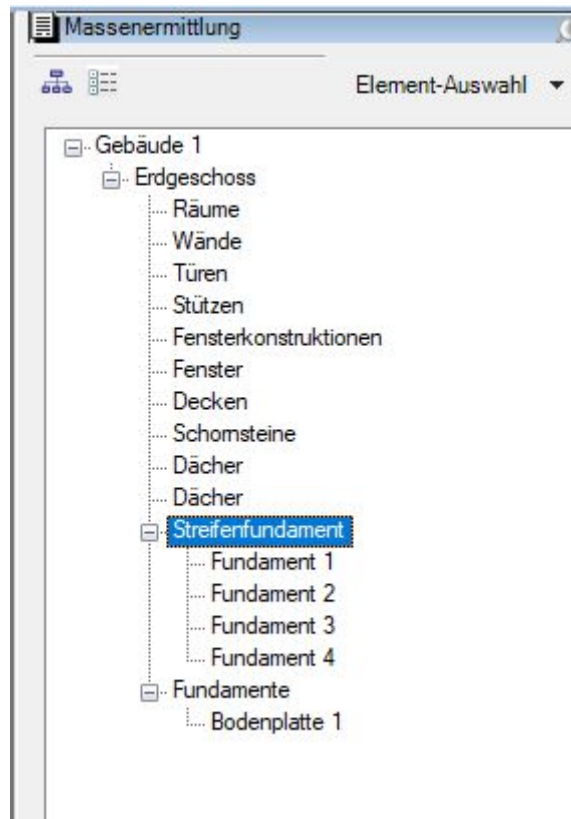 Massenermittlung
Element-Auswahl
Gebäude 1
Erdgeschoss
Räume
Wände
Türen
Stützen
Fensterkonstruktionen
Fenster
Decken
Schornsteine
Dächer
Dächer
Streifenfundament
Fundament 1
Fundament 2
Fundament 3
Fundament 4
Fundamente
Bodenplatte 1